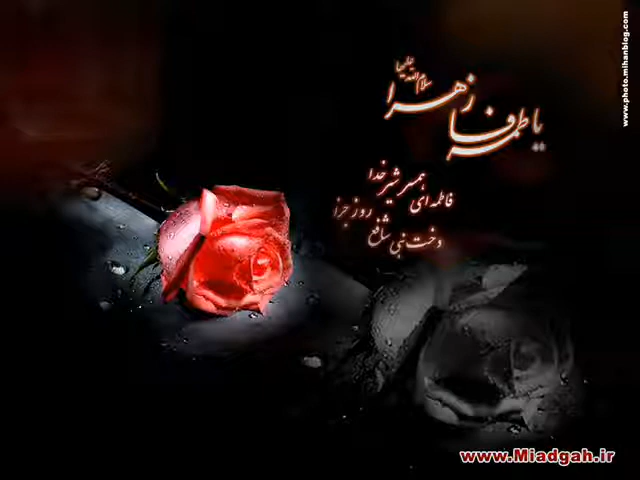 یا فاطمه زهرا
سلام الله علیها
فاطمه ای همسر شیر خدا
دخت نبی شافع روز جزا
www.photo.mihanblog.com
www.Miadgah.ir